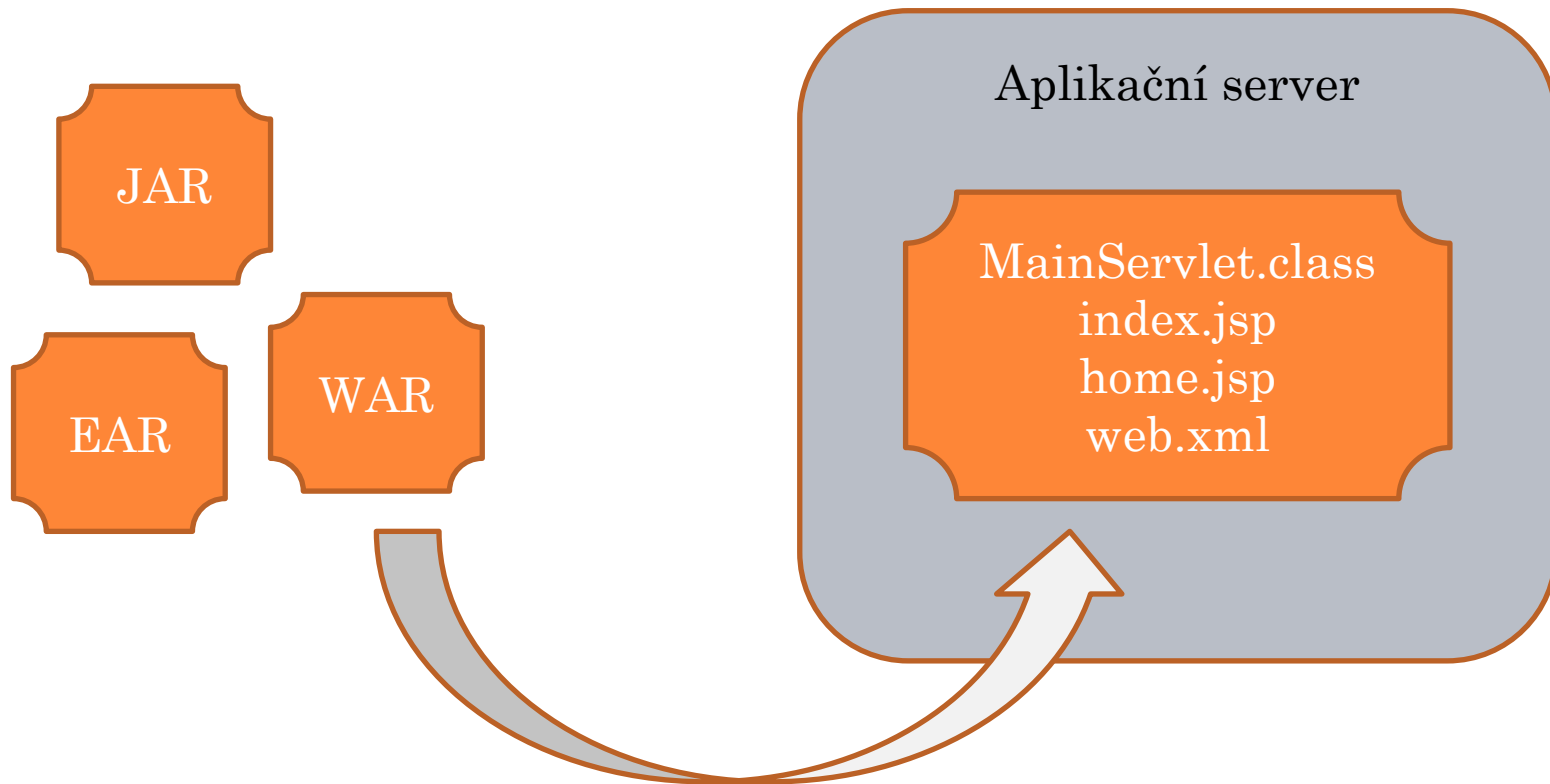 JAR
EAR
WAR
Aplikační server
MainServlet.class
index.jsp
home.jsp
web.xml